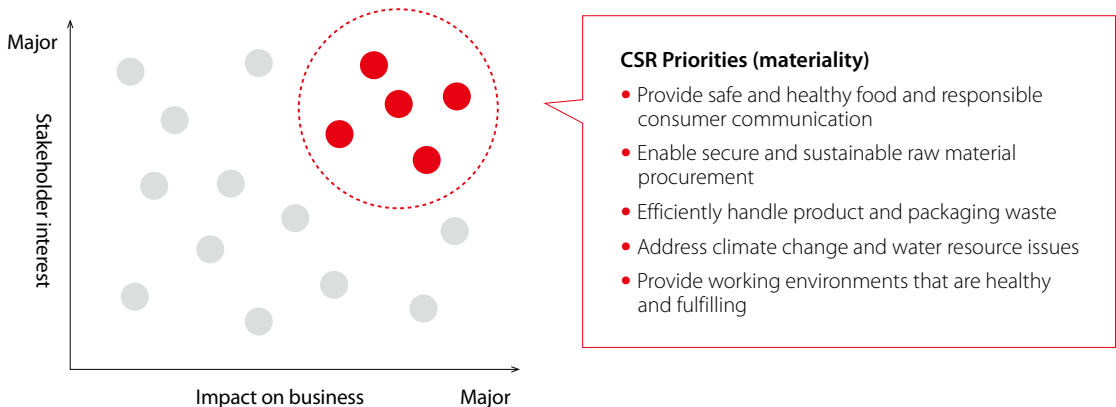 Major
Stakeholder interest
Impact on business
Major
CSR Priorities (materiality)
• Provide safe and healthy food and responsible
consumer communication
• Enable secure and sustainable raw material
procurement
• Efficiently handle product and packaging waste
• Address climate change and water resource issues
• Provide working environments that are healthy
and fulfilling